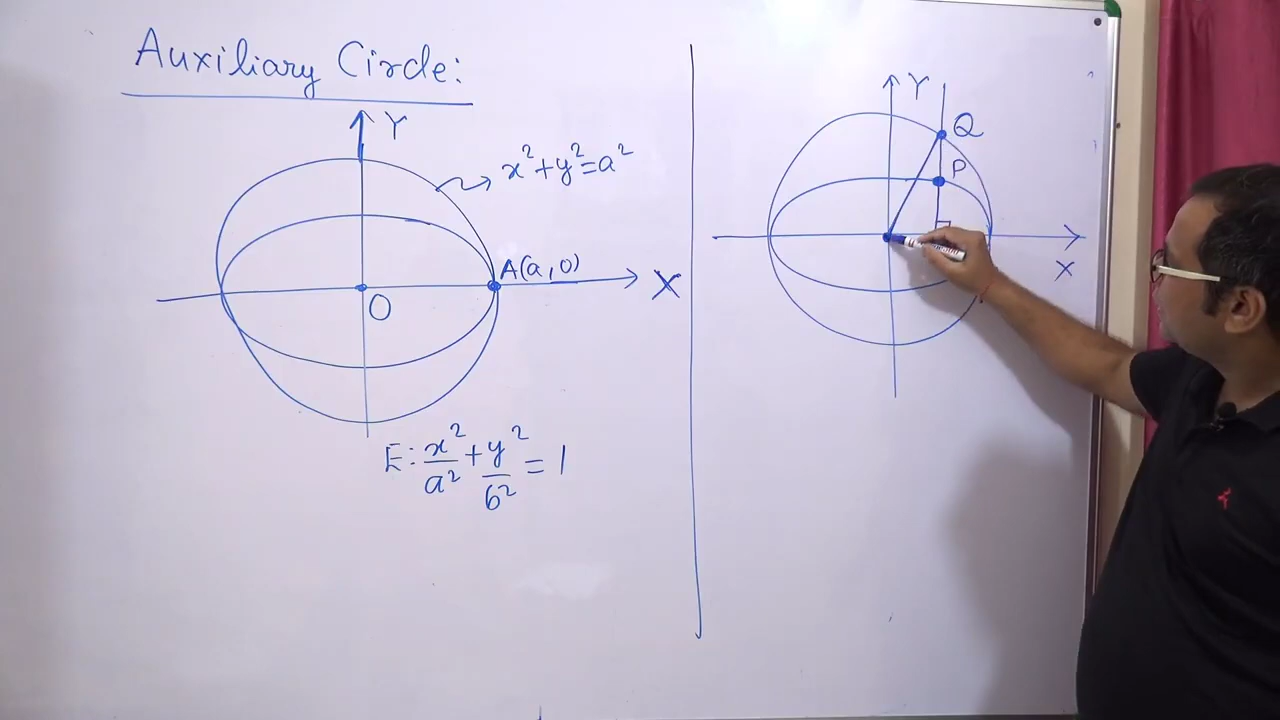 Auxiliary Circle:
Y
x²+y²=a²
A(a,0)
X
O
E: x²/a² + y²/b² = 1
Y
Q
P
X